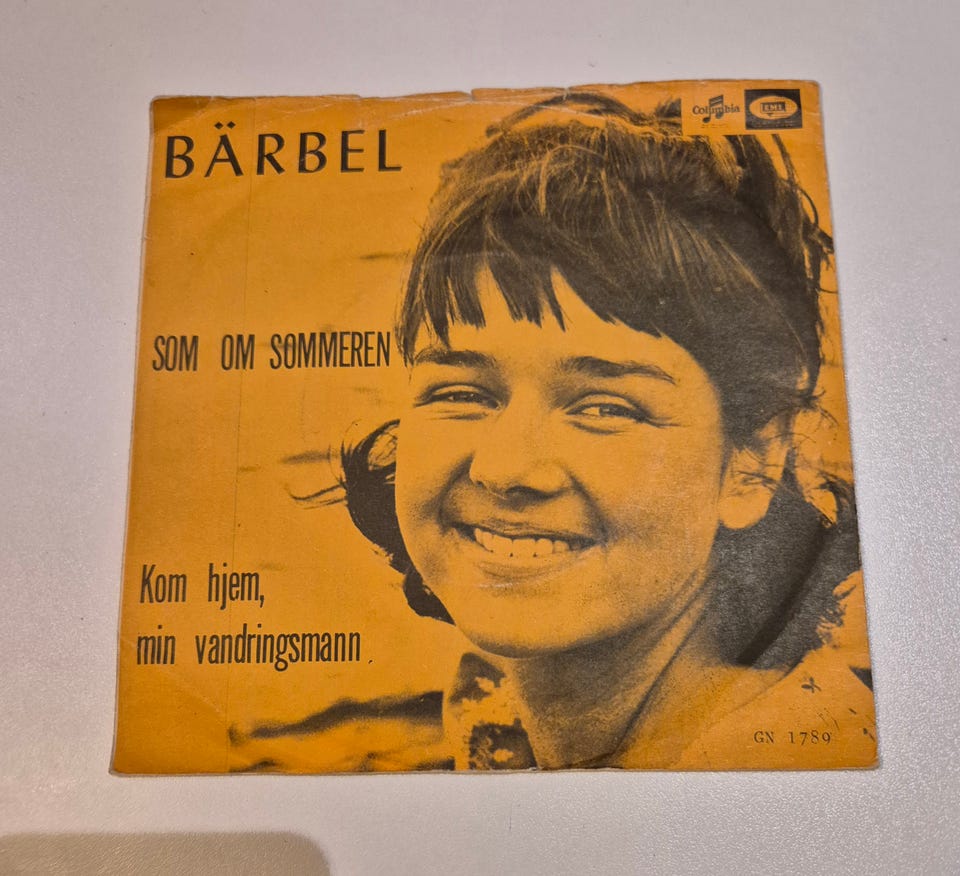 BÄRBEL
Columbia
EMI
SOM OM SOMMEREN
Kom hjem,
min vandringsmann
GN 1789